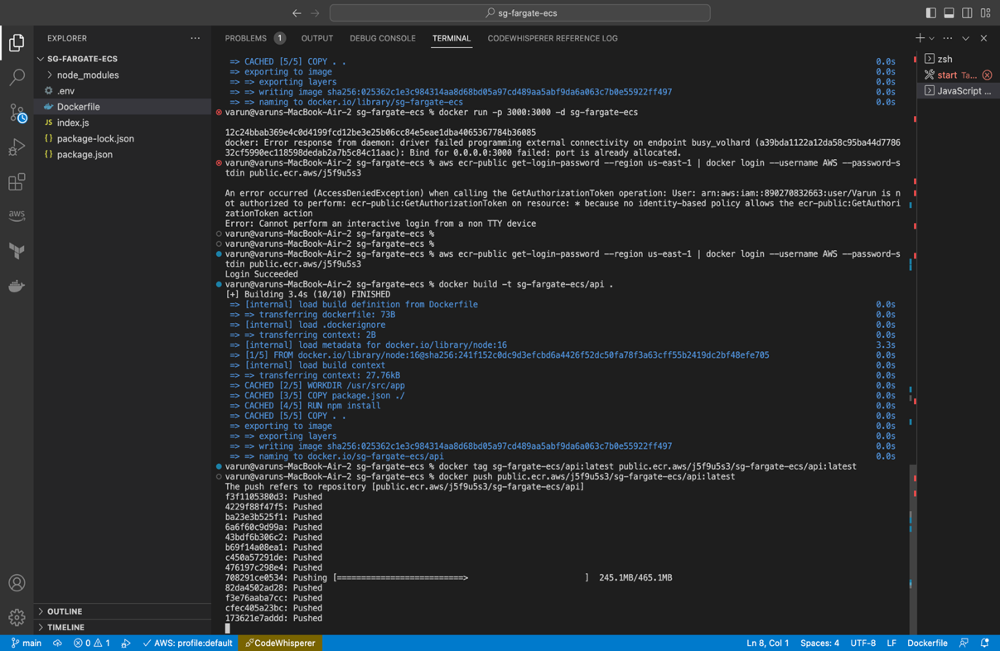 sg-fargate-ecs
EXPLORER
SG-FARGATE-ECS
node_modules
.env
Dockerfile
JS index.js
{} package-lock.json
{} package.json
aws
OUTLINE
TIMELINE
PROBLEMS 1 OUTPUT DEBUG CONSOLE TERMINAL CODEWHISPERER REFERENCE LOG
=> CACHED [5/5] COPY . . 0.0s
=> exporting to image 0.0s
=> => exporting layers 0.0s
=> => writing image sha256:025362c1e3c984314aa8d68bd05a97cd489aa5abf9da6a063c7b0e55922ff497 0.0s
=> => naming to docker.io/library/sg-fargate-ecs 0.0s
varun@varuns-MacBook-Air-2 sg-fargate-ecs % docker run -p 3000:3000 -d sg-fargate-ecs
12c24bbab369e4c0d4199fcd12be3e25b06cc84e5eae1dba4065367784b36085
docker: Error response from daemon: driver failed programming external connectivity on endpoint busy_volhard (a39bda1122a12da58c95ba44d7786
32cf5990ec118598dedab2a7b5c84c11aac): Bind for 0.0.0.0:3000 failed: port is already allocated.
varun@varuns-MacBook-Air-2 sg-fargate-ecs % aws ecr-public get-login-password --region us-east-1 | docker login --username AWS --password-s
tdin public.ecr.aws/j5f9u5s3
An error occurred (AccessDeniedException) when calling the GetAuthorizationToken operation: User: arn:aws:iam::890270832663:user/Varun is n
ot authorized to perform: ecr-public:GetAuthorizationToken on resource: * because no identity-based policy allows the ecr-public:GetAuthori
zationToken action
Error: Cannot perform an interactive login from a non TTY device
varun@varuns-MacBook-Air-2 sg-fargate-ecs %
varun@varuns-MacBook-Air-2 sg-fargate-ecs %
varun@varuns-MacBook-Air-2 sg-fargate-ecs % aws ecr-public get-login-password --region us-east-1 | docker login --username AWS --password-s
tdin public.ecr.aws/j5f9u5s3
Login Succeeded
varun@varuns-MacBook-Air-2 sg-fargate-ecs % docker build -t sg-fargate-ecs/api .
[+] Building 3.4s (10/10) FINISHED
=> [internal] load build definition from Dockerfile 0.0s
=> => transferring dockerfile: 73B 0.0s
=> [internal] load .dockerignore 0.0s
=> => transferring context: 2B 0.0s
=> [internal] load metadata for docker.io/library/node:16 3.3s
=> [1/5] FROM docker.io/library/node:16@sha256:241f152c0dc9d3efcbd6a4426f52dc50fa78f3a63cff55b2419dc2bf48efe705 0.0s
=> [internal] load build context 0.0s
=> => transferring context: 27.76kB 0.0s
=> CACHED [2/5] WORKDIR /usr/src/app 0.0s
=> CACHED [3/5] COPY package.json ./ 0.0s
=> CACHED [4/5] RUN npm install 0.0s
=> CACHED [5/5] COPY . . 0.0s
=> exporting to image 0.0s
=> => exporting layers 0.0s
=> => writing image sha256:025362c1e3c984314aa8d68bd05a97cd489aa5abf9da6a063c7b0e55922ff497 0.0s
=> => naming to docker.io/sg-fargate-ecs/api 0.0s
varun@varuns-MacBook-Air-2 sg-fargate-ecs % docker tag sg-fargate-ecs/api:latest public.ecr.aws/j5f9u5s3/sg-fargate-ecs/api:latest
varun@varuns-MacBook-Air-2 sg-fargate-ecs % docker push public.ecr.aws/j5f9u5s3/sg-fargate-ecs/api:latest
The push refers to repository [public.ecr.aws/j5f9u5s3/sg-fargate-ecs/api]
f3f1105380d3: Pushed
4229f88f47f5: Pushed
ba23e3b525f1: Pushed
6a6f60c9d99a: Pushed
43bdf6b306c2: Pushed
b69f14a08ea1: Pushed
c450a57291de: Pushed
476197c298e4: Pushed
708291ce0534: Pushing [==========================> ] 245.1MB/465.1MB
82da4502ad28: Pushed
f3e76aaba7cc: Pushed
cfec405a23bc: Pushed
173621e7addd: Pushed
zsh
start Ta...
JavaScript ...
main 0 1 AWS: profile:default CodeWhisperer Ln 8, Col 1 Spaces: 4 UTF-8 LF Dockerfile